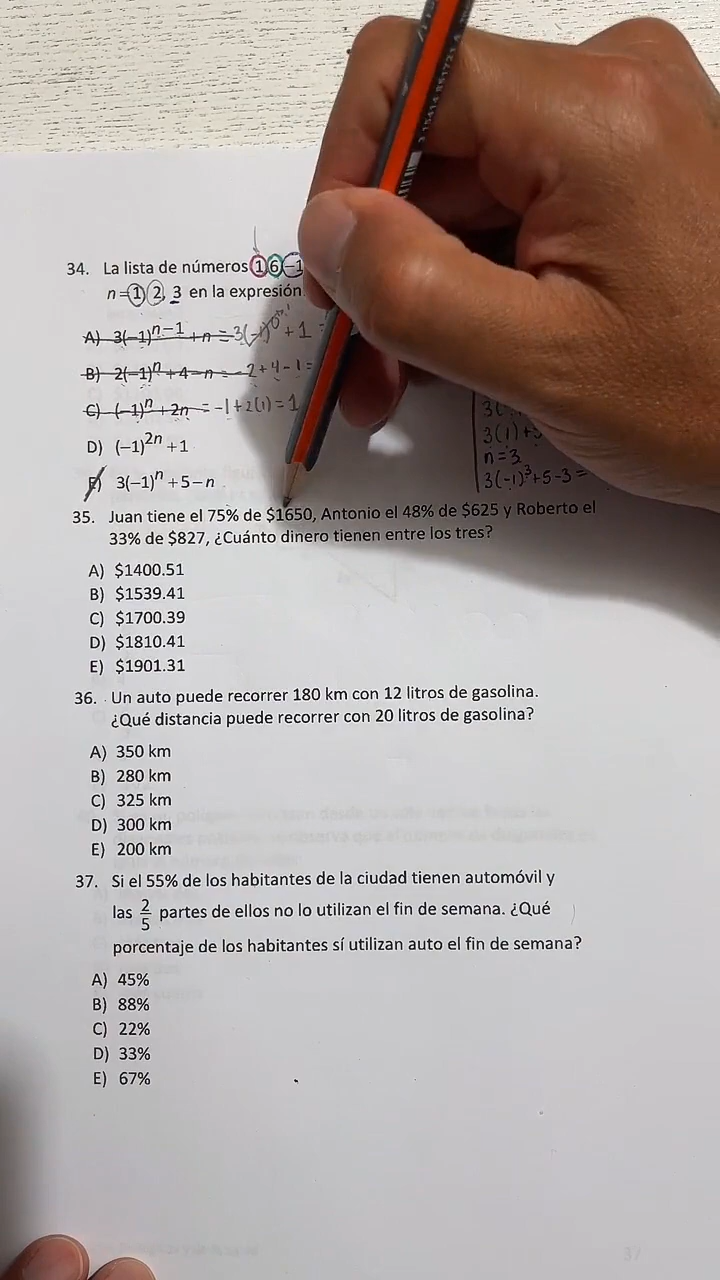 34. La lista de números 1 6 -1
n=1, 2, 3 en la expresión
A) 3(-1)ⁿ⁻¹+n = 3(-1)⁰ + 1 =
B) 2(-1)ⁿ+4-n = -2+4-1=
C) (-1)ⁿ+2n = -1+2(1)=1
3(
D) (-1)²ⁿ+1
3(1)+
n=3
E) 3(-1)ⁿ+5-n
3(-1)³+5-3=
35. Juan tiene el 75% de $1650, Antonio el 48% de $625 y Roberto el
33% de $827, ¿Cuánto dinero tienen entre los tres?
A) $1400.51
B) $1539.41
C) $1700.39
D) $1810.41
E) $1901.31
36. Un auto puede recorrer 180 km con 12 litros de gasolina.
¿Qué distancia puede recorrer con 20 litros de gasolina?
A) 350 km
B) 280 km
C) 325 km
D) 300 km
E) 200 km
37. Si el 55% de los habitantes de la ciudad tienen automóvil y
las 2/5 partes de ellos no lo utilizan el fin de semana. ¿Qué
porcentaje de los habitantes sí utilizan auto el fin de semana?
A) 45%
B) 88%
C) 22%
D) 33%
E) 67%
37